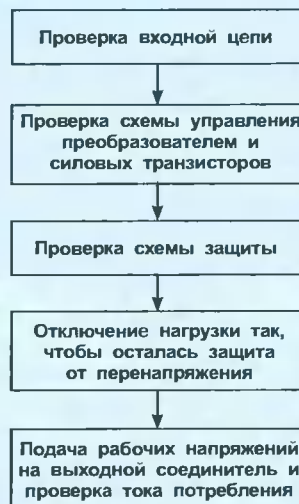 Проверка входной цепи
Проверка схемы управления
преобразователем и
силовых транзисторов
Проверка схемы защиты
Отключение нагрузки так,
чтобы осталась защита
от перенапряжения
Подача рабочих напряжений
на выходной соединитель и
проверка тока потребления